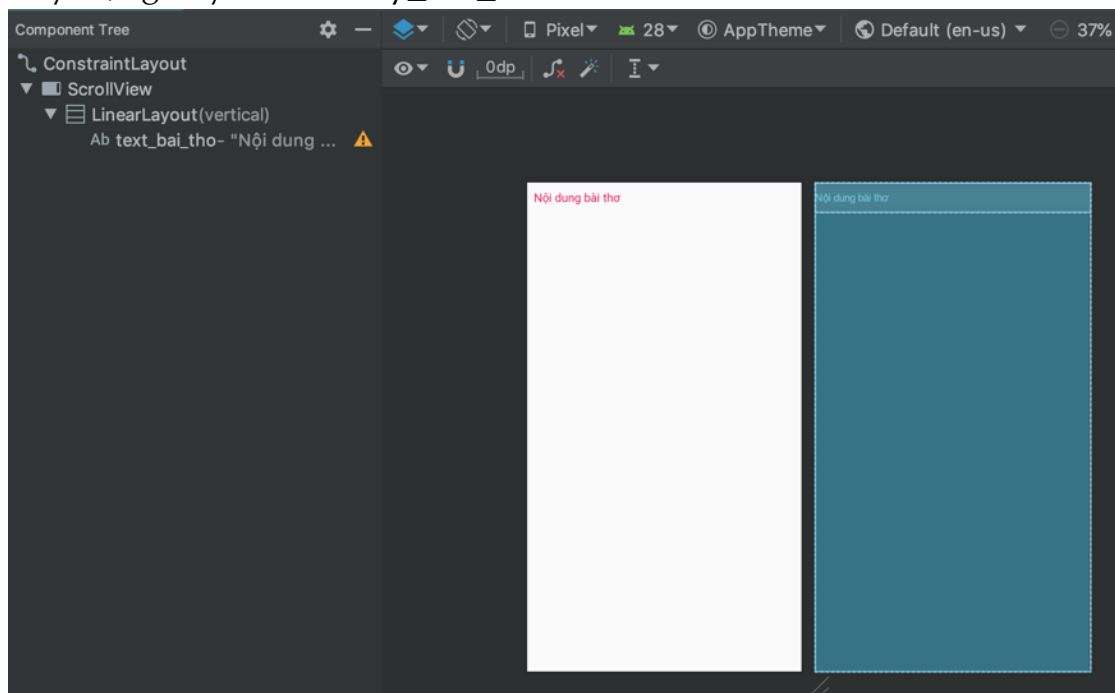 Component Tree
Pixel 28 AppTheme Default (en-us) 37%
ConstraintLayout
0dp
ScrollView
LinearLayout(vertical)
Ab text_bai_tho- "Nội dung ...
Nội dung bài thơ
Nội dung bài thơ